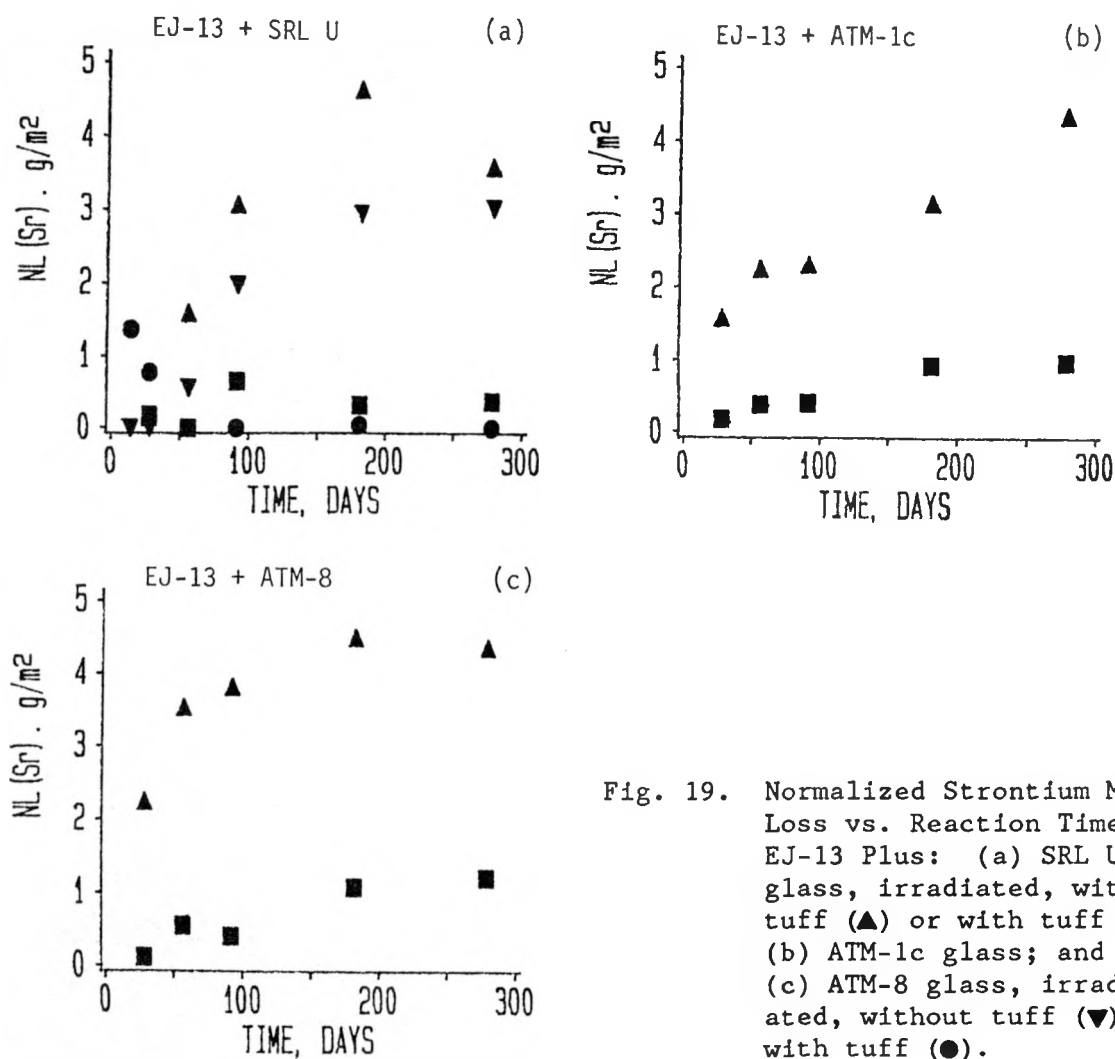 EJ-13 + SRL U (a)
5
4
3
2
1
0
NL(Sr). g/m²
0 100 200 300
TIME, DAYS
EJ-13 + ATM-1c (b)
5
4
3
2
1
0
NL(Sr). g/m²
0 100 200 300
TIME, DAYS
EJ-13 + ATM-8 (c)
5
4
3
2
1
0
NL(Sr). g/m²
0 100 200 300
TIME, DAYS
Fig. 19. Normalized Strontium
Loss vs. Reaction Time
EJ-13 Plus: (a) SRL U
glass, irradiated,
tuff (▲) or with tuff
(b) ATM-1c glass; and
(c) ATM-8 glass,
ated, without tuff (▼)
with tuff (●).